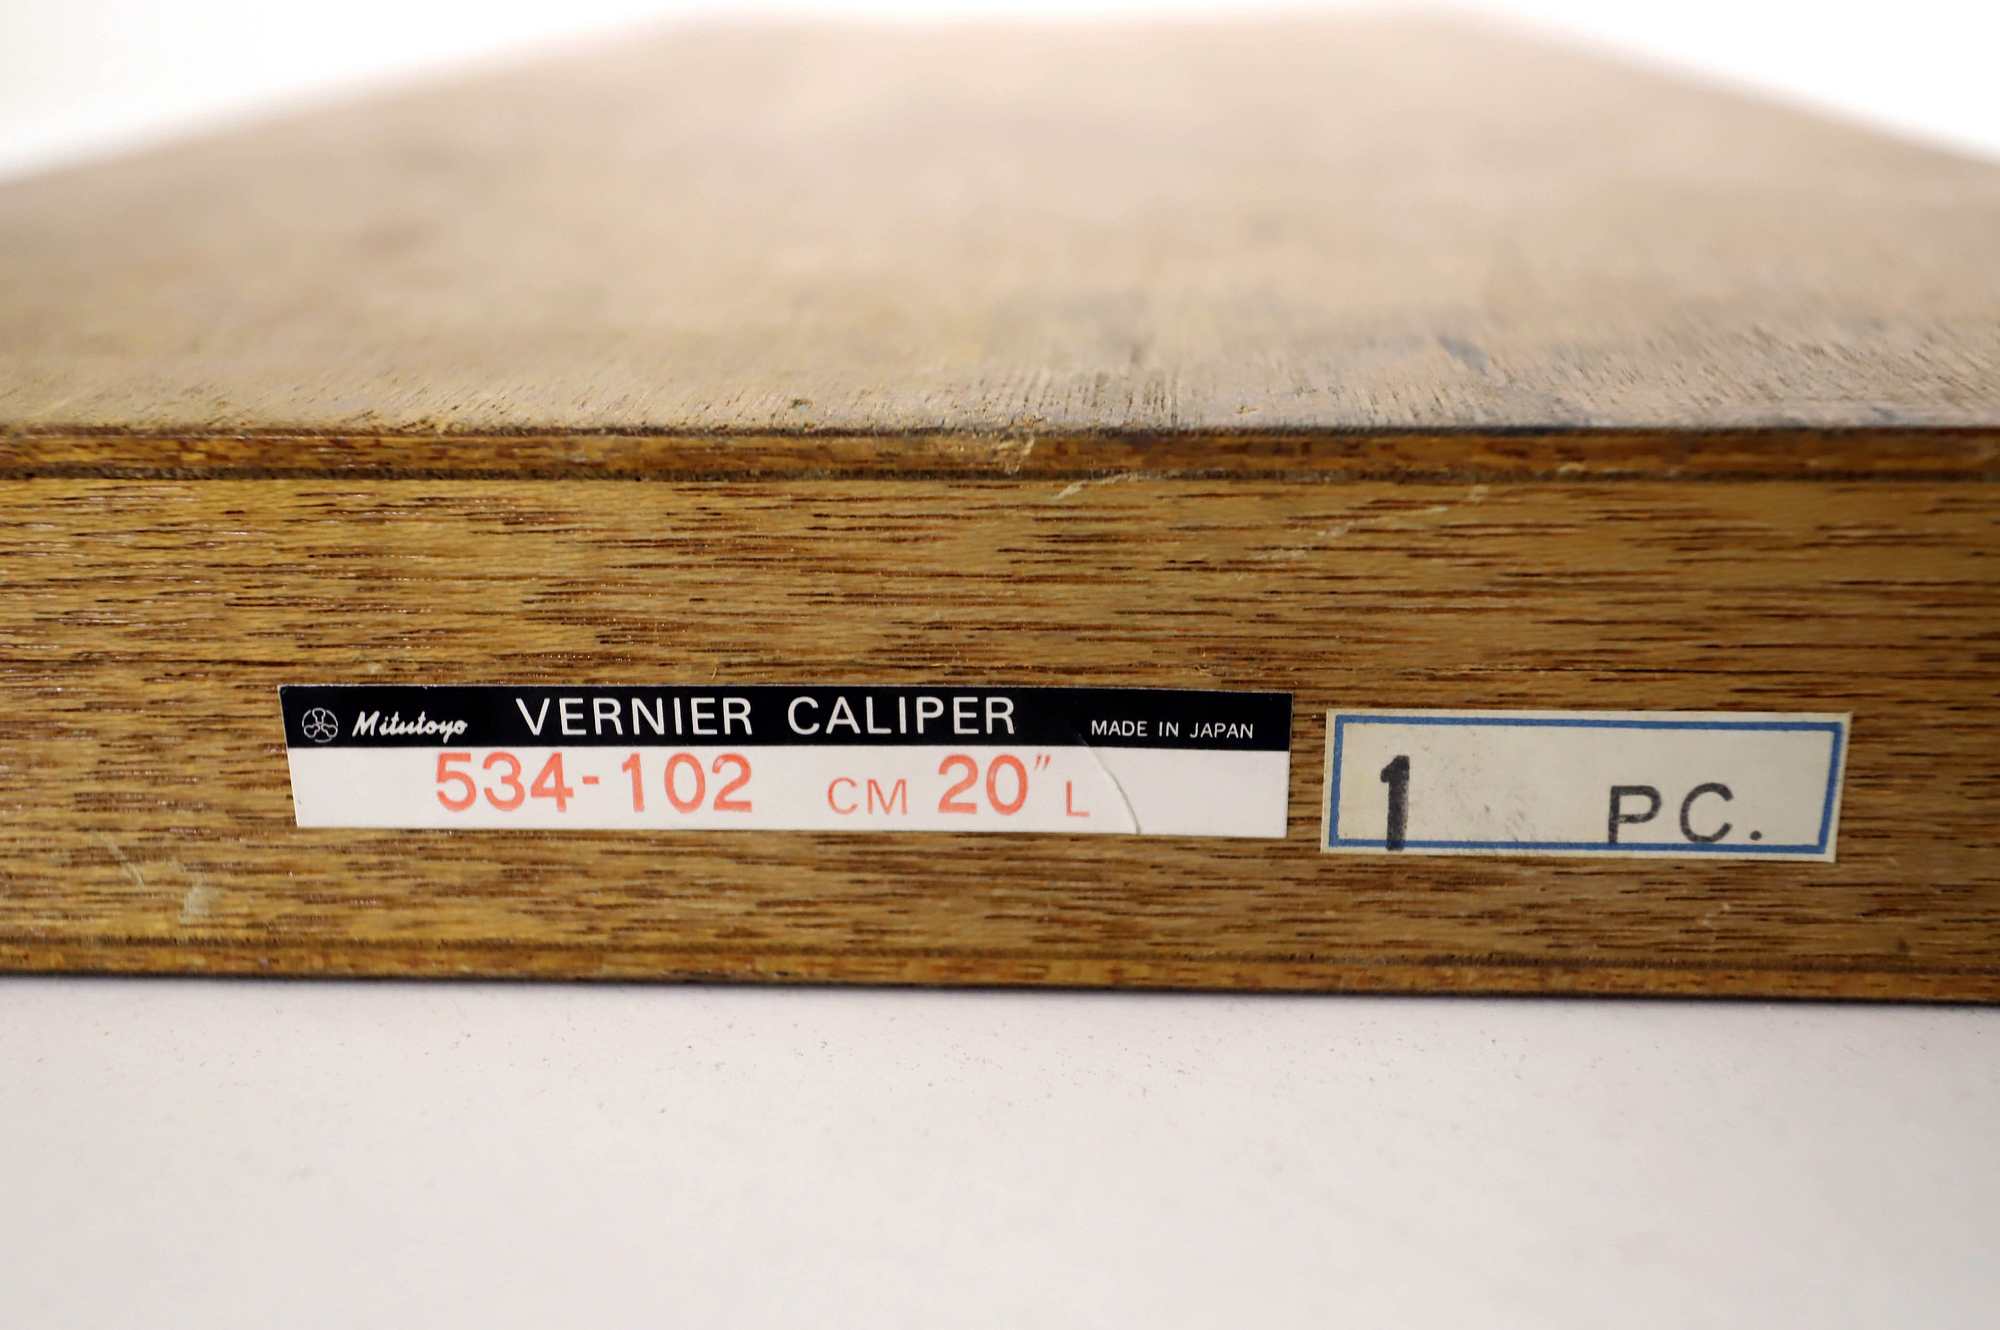 Mitutoyo VERNIER CALIPER MADE IN JAPAN
534-102 CM 20" L
1 PC.